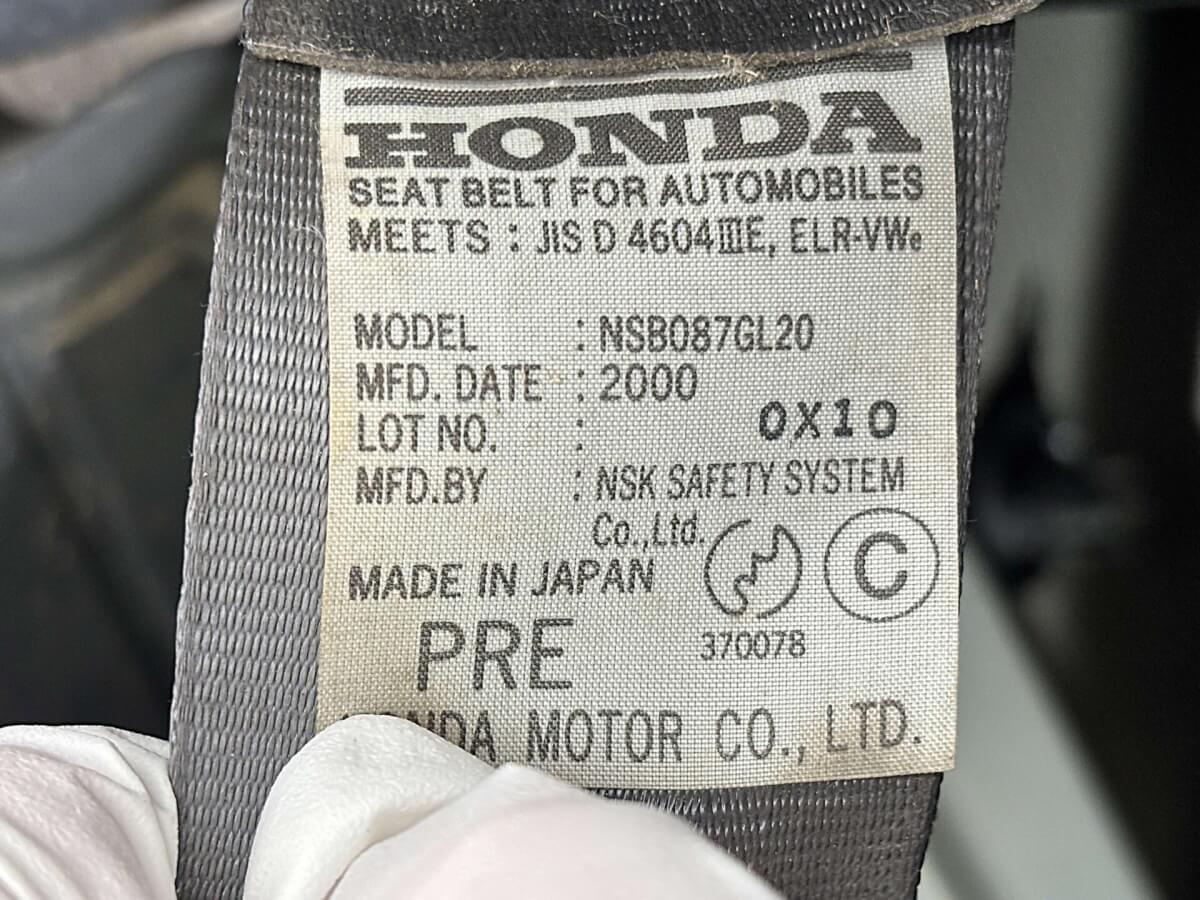 HONDA
SEAT BELT FOR AUTOMOBILES
MEETS : JIS D 4604ⅢE, ELR-VWe
MODEL : NSB087GL20
MFD. DATE : 2000
LOT NO. : 0X10
MFD.BY : NSK SAFETY SYSTEM
Co.,Ltd.
MADE IN JAPAN
C
370078
PRE
MOTOR CO., LTD.